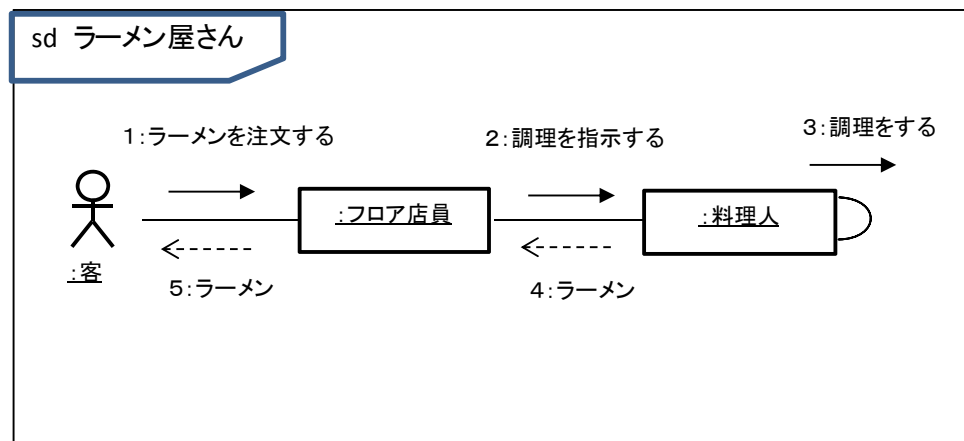 sd ラーメン屋さん
1:ラーメンを注文する
2:調理を指示する
3:調理をする
:フロア店員
:料理人
:客
5:ラーメン
4:ラーメン